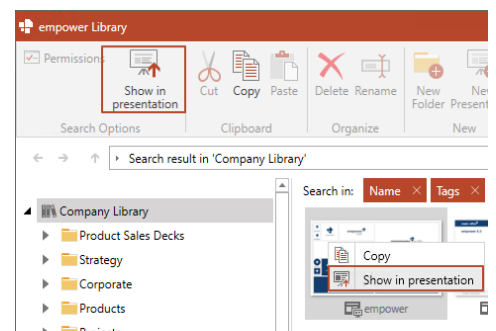 empower Library
Permissions
Show in
presentation
Cut
Copy
Paste
Delete
Rename
New
Folder
New
Present
Search Options
Clipboard
Organize
New
Search result in 'Company Library'
Search in:
Name
Tags
Company Library
Product Sales Decks
Strategy
Corporate
Products
Copy
Show in presentation
empower